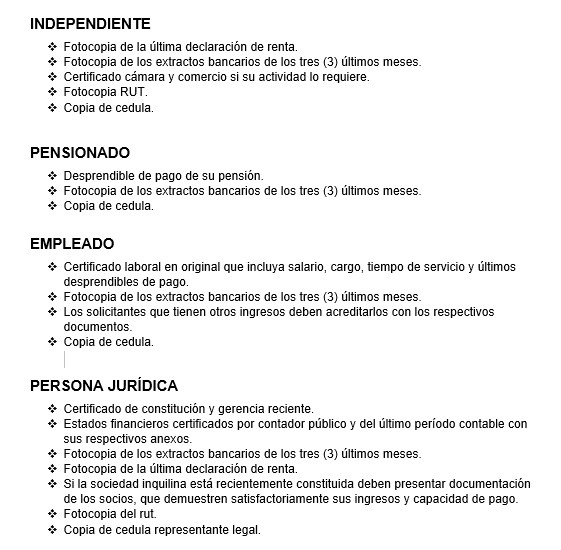 INDEPENDIENTE
❖ Fotocopia de la última declaración de renta.
❖ Fotocopia de los extractos bancarios de los tres (3) últimos meses.
❖ Certificado cámara y comercio si su actividad lo requiere.
❖ Fotocopia RUT.
❖ Copia de cedula.
PENSIONADO
❖ Desprendible de pago de su pensión.
❖ Fotocopia de los extractos bancarios de los tres (3) últimos meses.
❖ Copia de cedula.
EMPLEADO
❖ Certificado laboral en original que incluya salario, cargo, tiempo de servicio y últimos
desprendibles de pago.
❖ Fotocopia de los extractos bancarios de los tres (3) últimos meses.
❖ Los solicitantes que tienen otros ingresos deben acreditarlos con los respectivos
documentos.
❖ Copia de cedula.
PERSONA JURÍDICA
❖ Certificado de constitución y gerencia reciente.
❖ Estados financieros certificados por contador público y del último período contable con
sus respectivos anexos.
❖ Fotocopia de los extractos bancarios de los tres (3) últimos meses.
❖ Fotocopia de la última declaración de renta.
❖ Si la sociedad inquilina está recientemente constituida deben presentar documentación
de los socios, que demuestren satisfactoriamente sus ingresos y capacidad de pago.
❖ Fotocopia del rut.
❖ Copia de cedula representante legal.